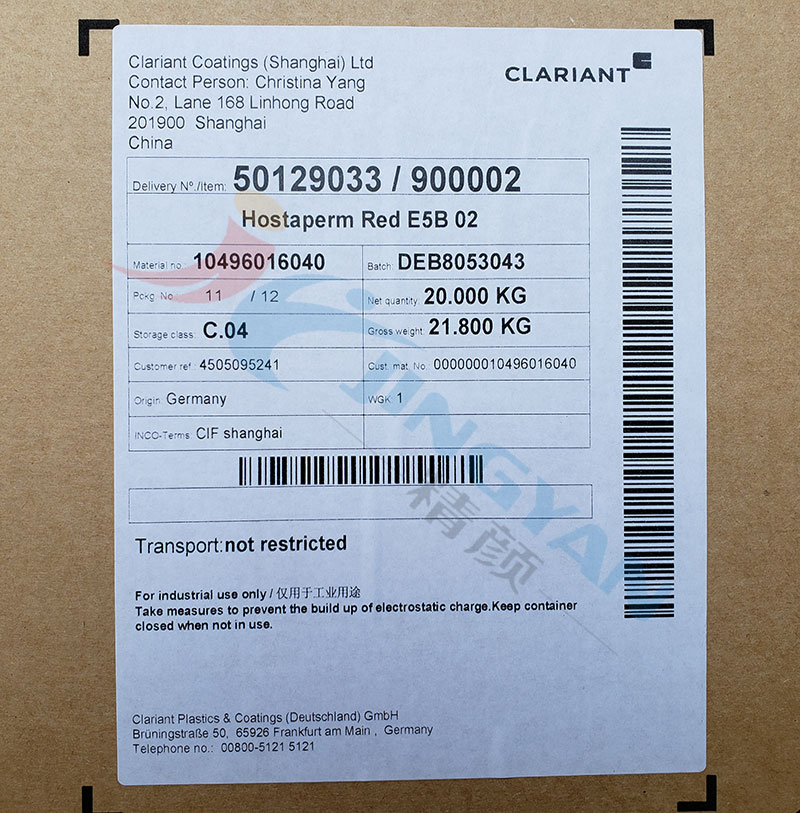 Clariant Coatings (Shanghai) Ltd
Contact Person: Christina Yang
No.2, Lane 168 Linhong Road
201900 Shanghai
China
CLARIANT
Delivery Nº./Item: 50129033 / 900002
Hostaperm Red E5B 02
Material no.: 10496016040 Batch: DEB8053043
Pckg. No.: 11 / 12 Net quantity: 20.000 KG
Storage class: C.04 Gross weight: 21.800 KG
Customer ref.: 4505095241 Cust. mat. No.: 000000010496016040
Origin: Germany WGK: 1
INCO-Terms: CIF shanghai
JINGYAN
精颜
Transport: not restricted
For industrial use only / 仅用于工业用途
Take measures to prevent the build up of electrostatic charge.Keep container
closed when not in use.
Clariant Plastics & Coatings (Deutschland) GmbH
Brüningstraße 50, 65926 Frankfurt am Main , Germany
Telephone no.: 00800-5121 5121